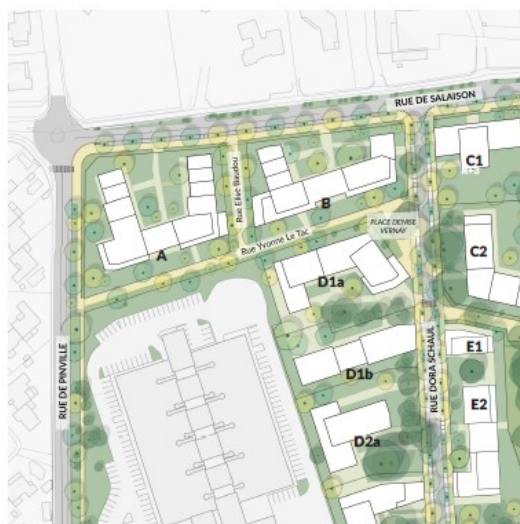 RUE DE SALAISON
C1
Rue Elise Baudou
B
PLACE DENISE
VERNAY
A
Rue Yvonne Le Tac
C2
D1a
RUE DE PINVILLE
RUE DORA SCHAUL
E1
D1b
E2
D2a